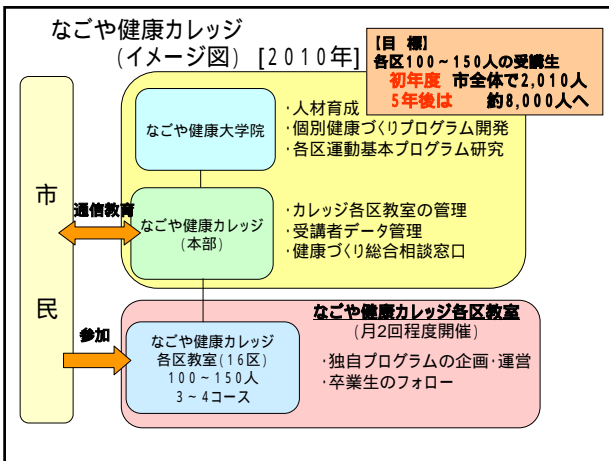 なごや健康カレッジ
(イメージ図) [2010年]
【目 標】
各区100~150人の受講生
初年度 市全体で2,010人
5年後は 約8,000人へ
なごや健康大学院
・人材育成
・個別健康づくりプログラム開発
・各区運動基本プログラム研究
市
民
通信教育
なごや健康カレッジ
(本部)
・カレッジ各区教室の管理
・受講者データ管理
・健康づくり総合相談窓口
参加
なごや健康カレッジ
各区教室(16区)
100~150人
3~4コース
なごや健康カレッジ各区教室
(月2回程度開催)
・独自プログラムの企画・運営
・卒業生のフォロー